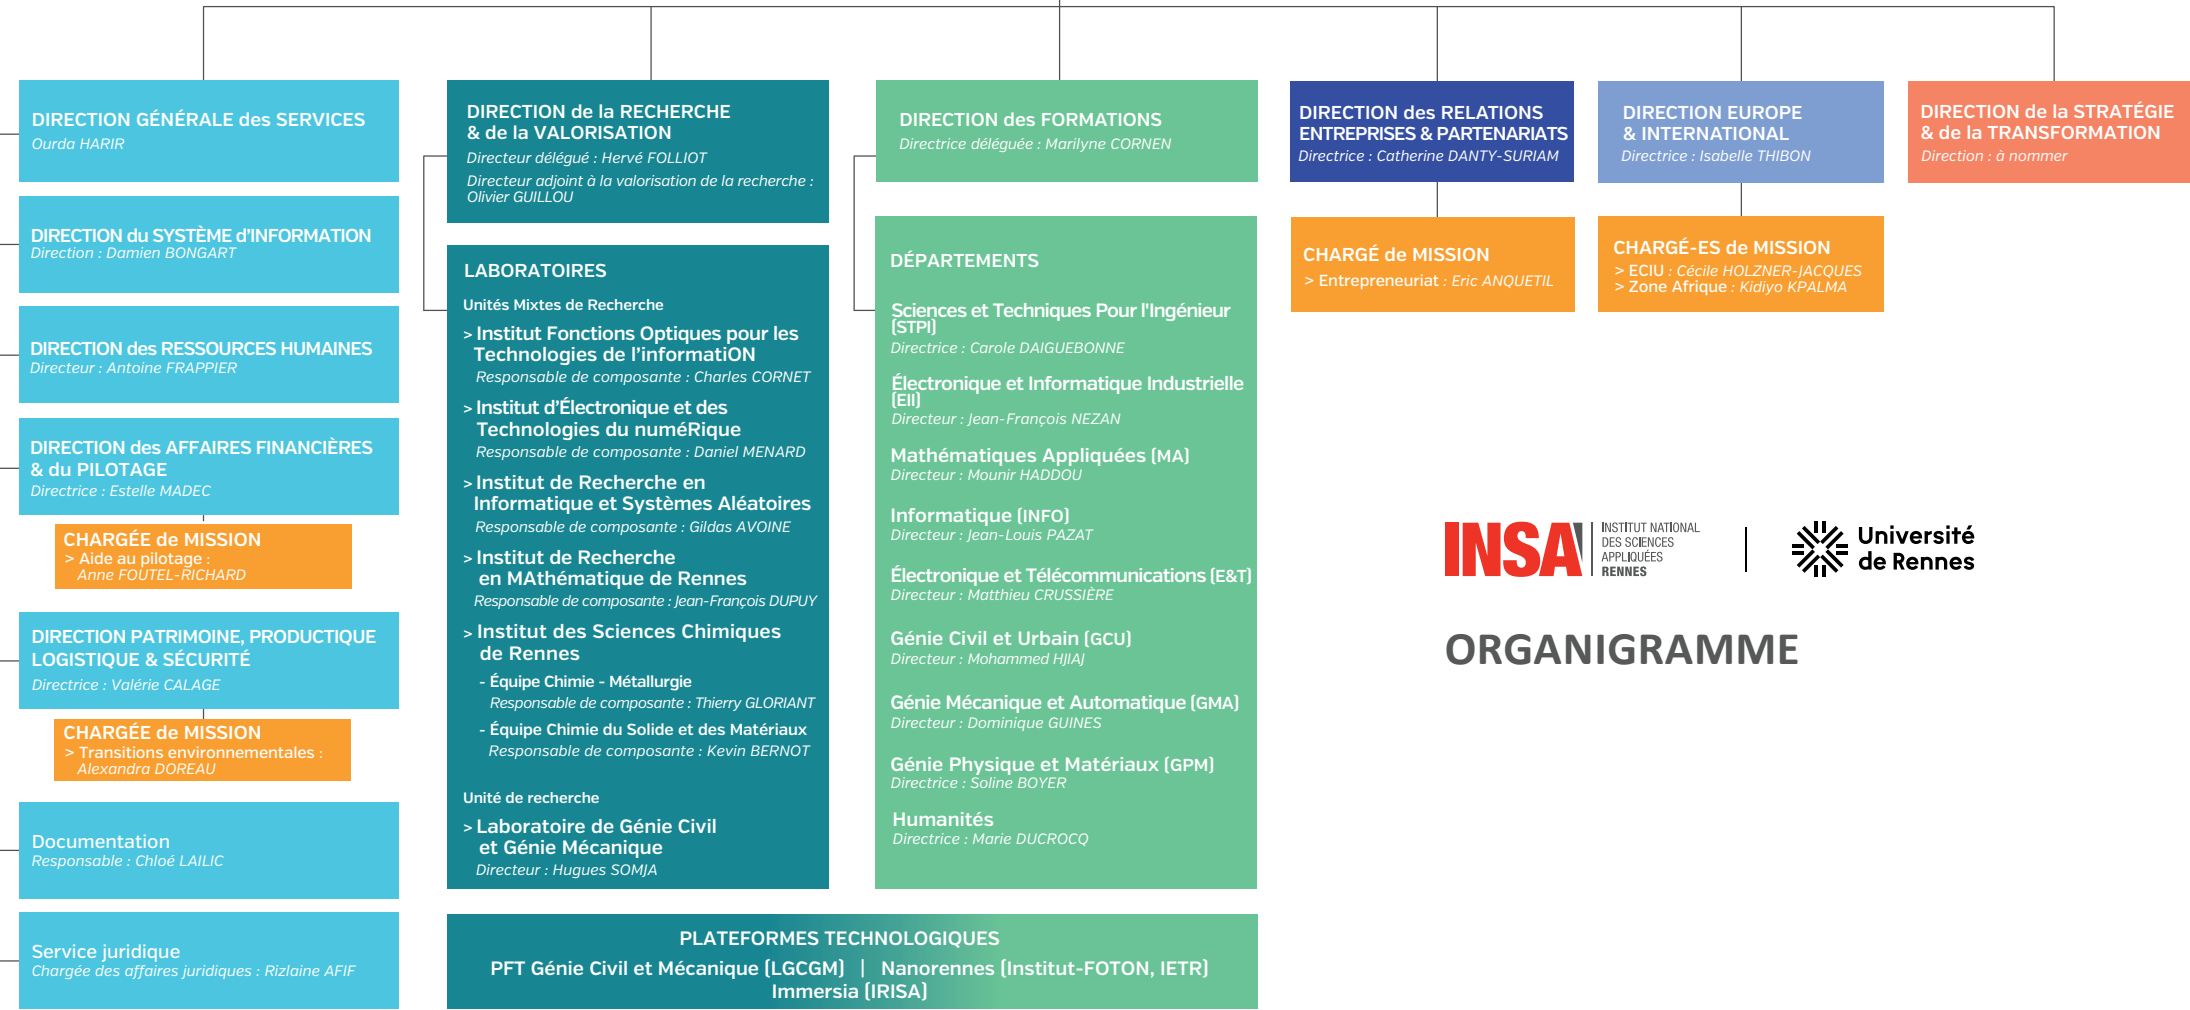 DIRECTION GÉNÉRALE des SERVICES
Ourda HARIR
DIRECTION du SYSTÈME d'INFORMATION
Direction : Damien BONGART
DIRECTION des RESSOURCES HUMAINES
Directeur : Antoine FRAPPIER
DIRECTION des AFFAIRES FINANCIÈRES
& du PILOTAGE
Directrice : Estelle MADEC
CHARGÉE de MISSION
> Aide au pilotage :
Anne FOUTEL-RICHARD
DIRECTION PATRIMOINE, PRODUCTIQUE
LOGISTIQUE & SÉCURITÉ
Directrice : Valérie CALAGE
CHARGÉE de MISSION
> Transitions environnementales :
Alexandra DOREAU
Documentation
Responsable : Chloé LAILIC
Service juridique
Chargée des affaires juridiques : Rizlaine AFIF
DIRECTION de la RECHERCHE
& de la VALORISATION
Directeur délégué : Hervé FOLLIOT
Directeur adjoint à la valorisation de la recherche :
Olivier GUILLOU
LABORATOIRES
Unités Mixtes de Recherche
> Institut Fonctions Optiques pour les
Technologies de l'informatiON
Responsable de composante : Charles CORNET
> Institut d'Électronique et des
Technologies du numéRique
Responsable de composante : Daniel MENARD
> Institut de Recherche en
Informatique et Systèmes Aléatoires
Responsable de composante : Gildas AVOINE
> Institut de Recherche
en MAthématique de Rennes
Responsable de composante : Jean-François DUPUY
> Institut des Sciences Chimiques
de Rennes
- Équipe Chimie - Métallurgie
Responsable de composante : Thierry GLORIANT
- Équipe Chimie du Solide et des Matériaux
Responsable de composante : Kevin BERNOT
Unité de recherche
> Laboratoire de Génie Civil
et Génie Mécanique
Directeur : Hugues SOMJA
DIRECTION des FORMATIONS
Directrice déléguée : Marilyne CORNEN
DÉPARTEMENTS
Sciences et Techniques Pour l'Ingénieur
(STPI)
Directrice : Carole DAIGUEBONNE
Électronique et Informatique Industrielle
(EII)
Directeur : Jean-François NEZAN
Mathématiques Appliquées (MA)
Directeur : Mounir HADDOU
Informatique (INFO)
Directeur : Jean-Louis PAZAT
Électronique et Télécommunications (E&T)
Directeur : Matthieu CRUSSIÈRE
Génie Civil et Urbain (GCU)
Directeur : Mohammed HJIAJ
Génie Mécanique et Automatique (GMA)
Directeur : Dominique GUINES
Génie Physique et Matériaux (GPM)
Directrice : Soline BOYER
Humanités
Directrice : Marie DUCROCQ
PLATEFORMES TECHNOLOGIQUES
PFT Génie Civil et Mécanique (LGCGM) | Nanorennes (Institut-FOTON, IETR)
Immersia (IRISA)
DIRECTION des RELATIONS
ENTREPRISES & PARTENARIATS
Directrice : Catherine DANTY-SURIAM
CHARGÉ de MISSION
> Entrepreneuriat : Eric ANQUETIL
DIRECTION EUROPE
& INTERNATIONAL
Directrice : Isabelle THIBON
CHARGÉ-ES de MISSION
> ECIU : Cécile HOLZNER-JACQUES
> Zone Afrique : Kidiyo KPALMA
DIRECTION de la STRATÉGIE
& de la TRANSFORMATION
Direction : à nommer
INSA
INSTITUT NATIONAL
DES SCIENCES
APPLIQUÉES
RENNES
Université
de Rennes
ORGANIGRAMME